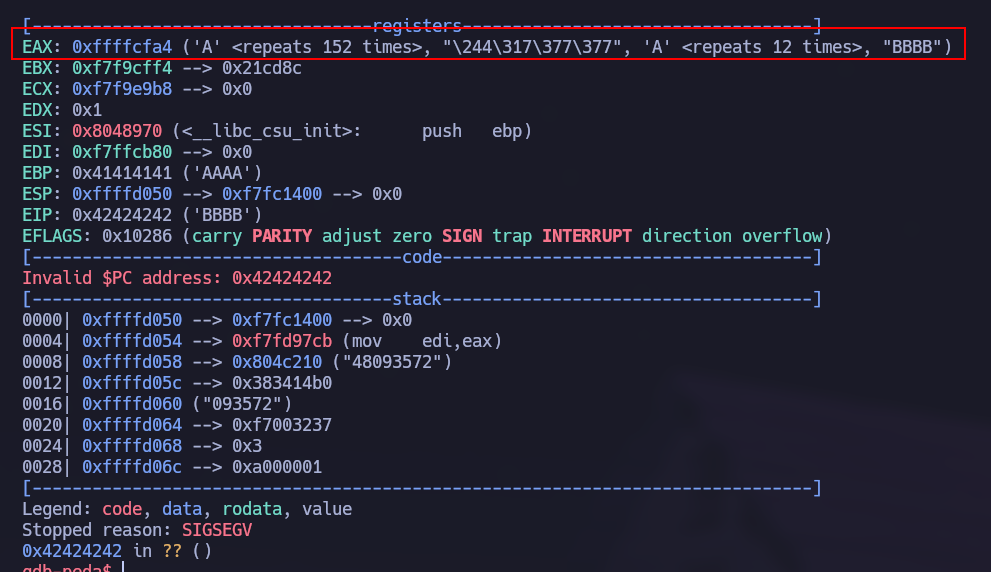 [----------------------------------registers-----------------------------------]
EAX: 0xffffcfa4 ('A' <repeats 152 times>, "\244\317\377\377", 'A' <repeats 12 times>, "BBBB")
EBX: 0xf7f9cff4 --> 0x21cd8c
ECX: 0xf7f9e9b8 --> 0x0
EDX: 0x1
ESI: 0x8048970 (<__libc_csu_init>:      push   ebp)
EDI: 0xf7ffcb80 --> 0x0
EBP: 0x41414141 ('AAAA')
ESP: 0xffffd050 --> 0xf7fc1400 --> 0x0
EIP: 0x42424242 ('BBBB')
EFLAGS: 0x10286 (carry PARITY adjust zero SIGN trap INTERRUPT direction overflow)
[-------------------------------------code-------------------------------------]
Invalid $PC address: 0x42424242
[------------------------------------stack-------------------------------------]
0000| 0xffffd050 --> 0xf7fc1400 --> 0x0
0004| 0xffffd054 --> 0xf7fd97cb (mov    edi,eax)
0008| 0xffffd058 --> 0x804c210 ("48093572")
0012| 0xffffd05c --> 0x383414b0
0016| 0xffffd060 ("093572")
0020| 0xffffd064 --> 0xf7003237
0024| 0xffffd068 --> 0x3
0028| 0xffffd06c --> 0xa000001
[------------------------------------------------------------------------------]
Legend: code, data, rodata, value
Stopped reason: SIGSEGV
0x42424242 in ?? ()
gdb-peda$